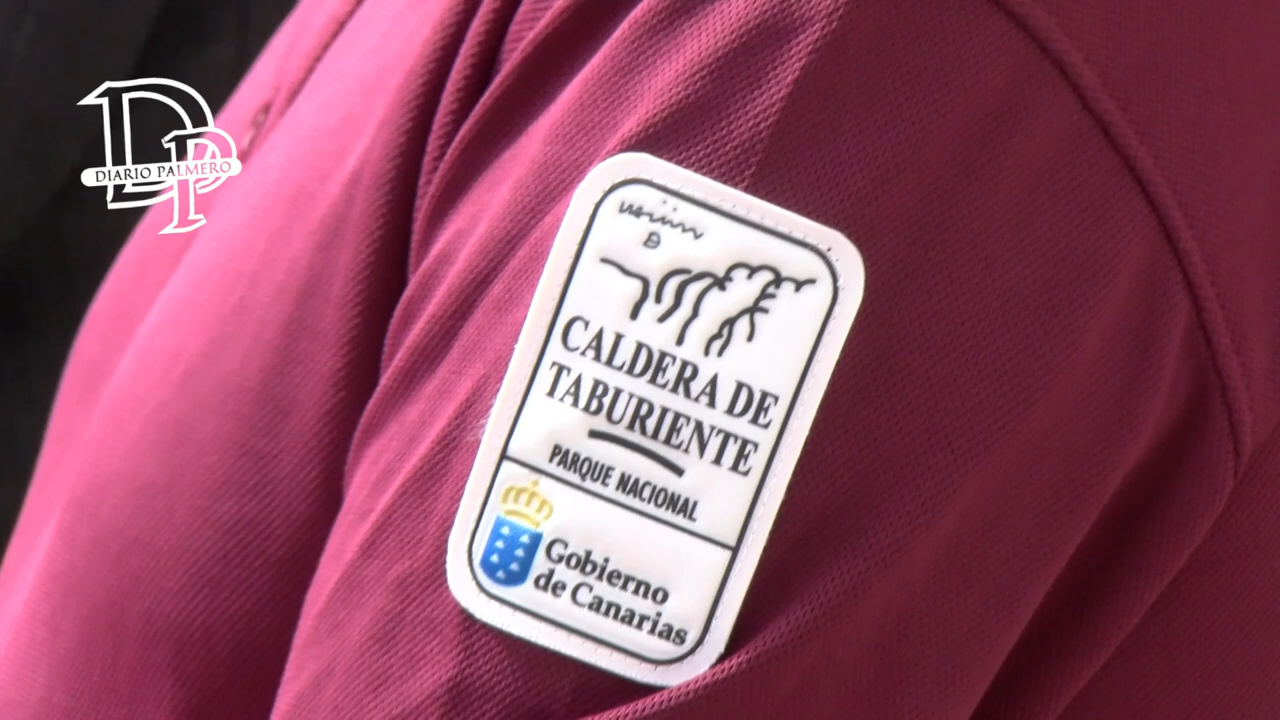 DIARIO PALMERO
CALDERA DE
TABURIENTE
PARQUE NACIONAL
Gobierno
de Canarias